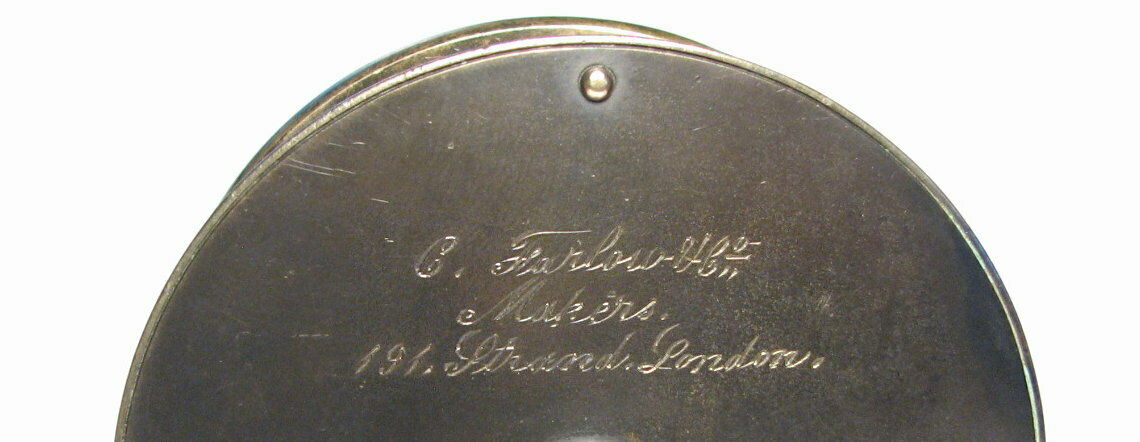 C. Farlow & Co
Makers.
191. Strand. London.